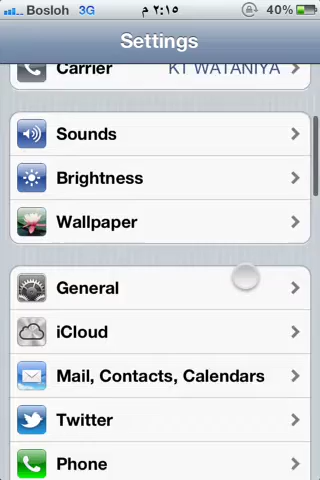 Bosloh 3G ٢:١٥ م 40%
Settings
Carrier KT WATANIYA
Sounds
Brightness
Wallpaper
General
iCloud
Mail, Contacts, Calendars
Twitter
Phone